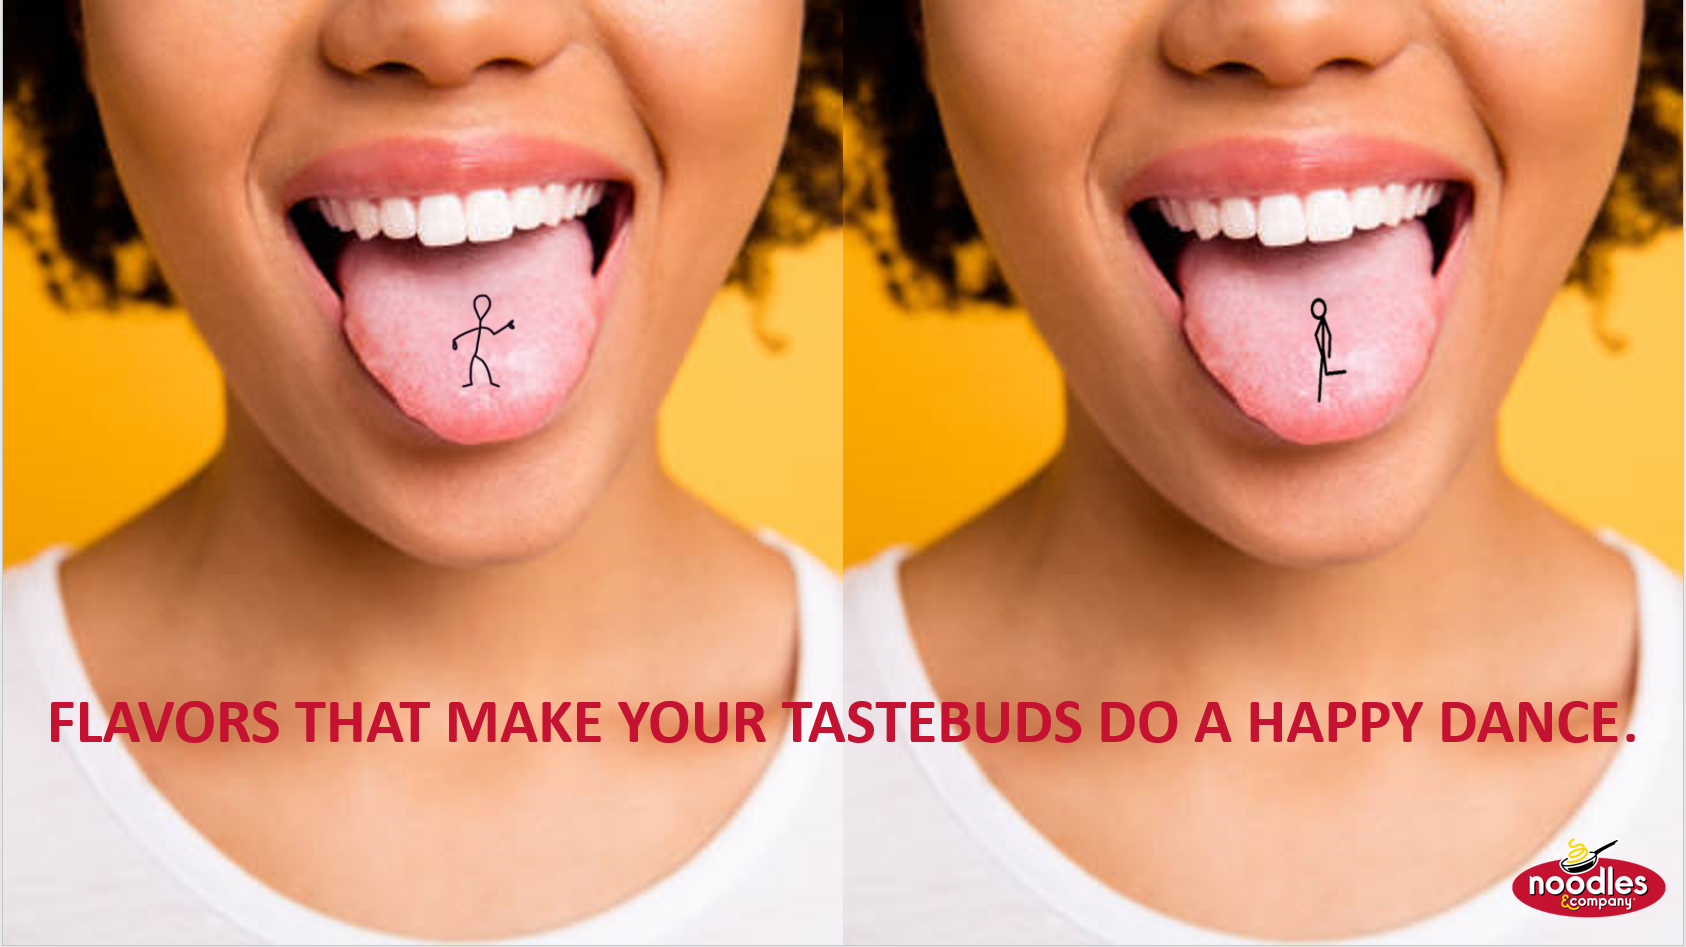 FLAVORS THAT MAKE YOUR TASTEBUDS DO A HAPPY DANCE.
noodles
&company